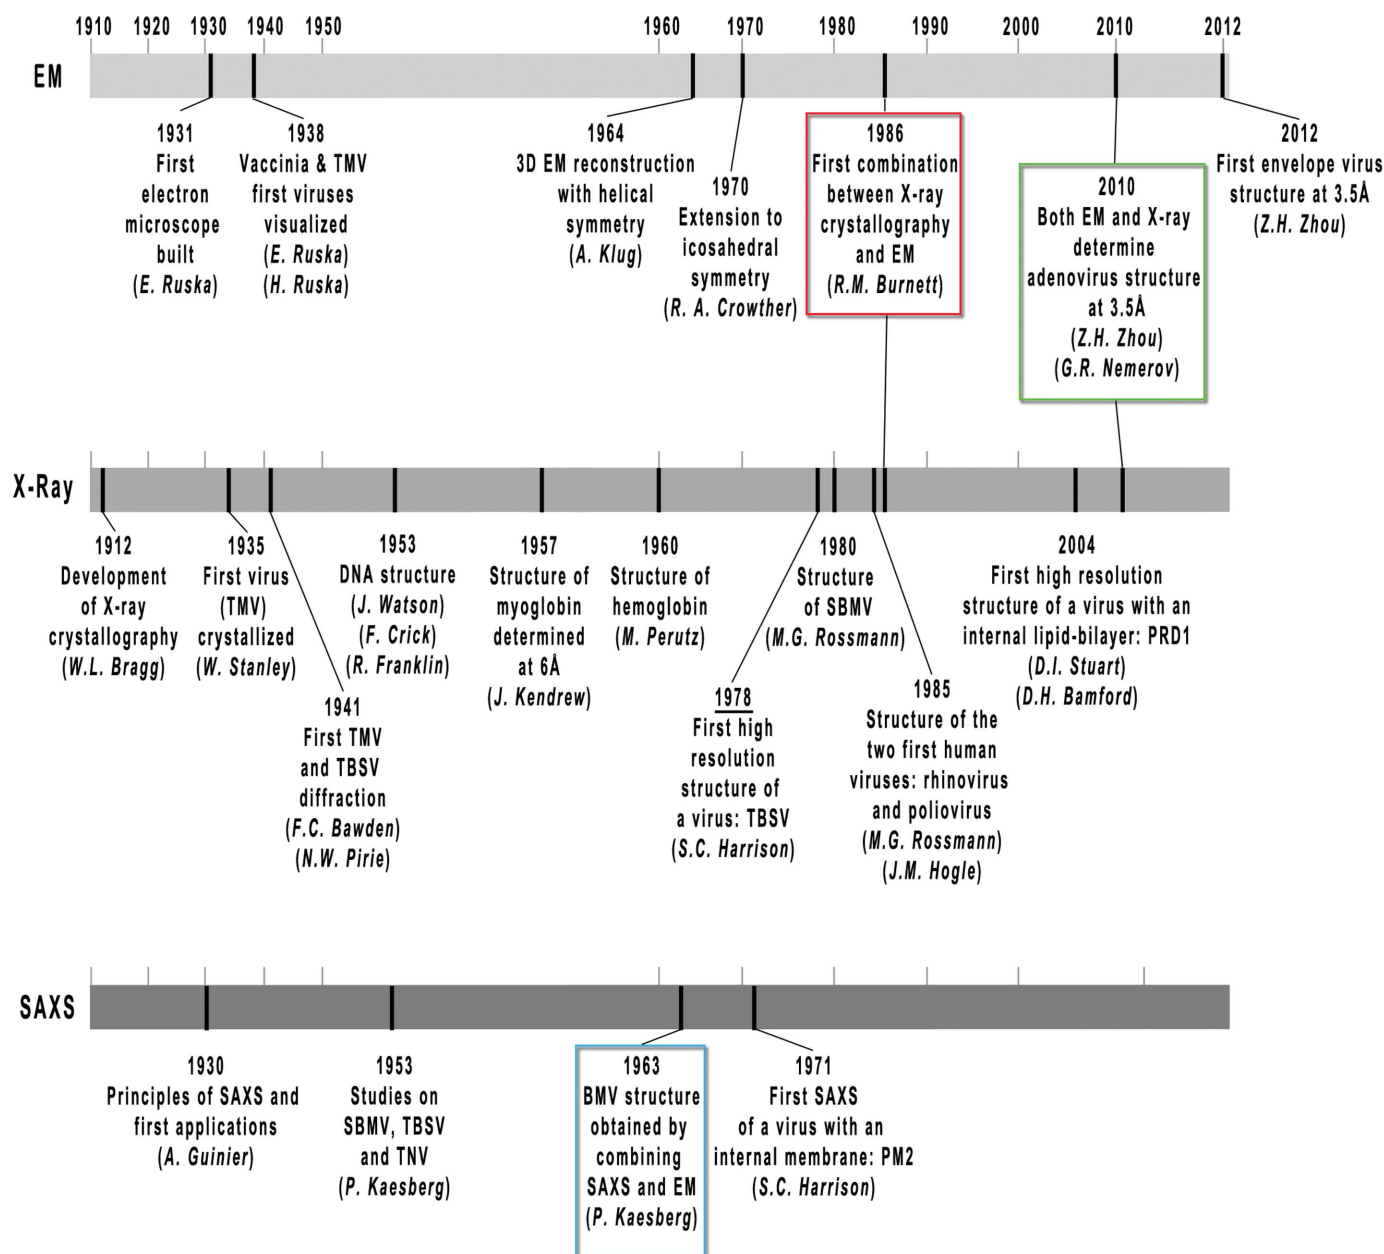 1910 1920 1930 1940 1950 1960 1970 1980 1990 2000 2010 2012
EM
1931
First
electron
microscope
built
(E. Ruska)
1938
Vaccinia & TMV
first viruses
visualized
(E. Ruska)
(H. Ruska)
1964
3D EM reconstruction
with helical
symmetry
(A. Klug)
1970
Extension to
icosahedral
symmetry
(R. A. Crowther)
1986
First combination
between X-ray
crystallography
and EM
(R.M. Burnett)
2010
Both EM and X-ray
determine
adenovirus structure
at 3.5Å
(Z.H. Zhou)
(G.R. Nemerov)
2012
First envelope virus
structure at 3.5Å
(Z.H. Zhou)
X-Ray
1912
Development
of X-ray
crystallography
(W.L. Bragg)
1935
First virus
(TMV)
crystallized
(W. Stanley)
1941
First TMV
and TBSV
diffraction
(F.C. Bawden)
(N.W. Pirie)
1953
DNA structure
(J. Watson)
(F. Crick)
(R. Franklin)
1957
Structure of
myoglobin
determined
at 6Å
(J. Kendrew)
1960
Structure of
hemoglobin
(M. Perutz)
1978
First high
resolution
structure of
a virus: TBSV
(S.C. Harrison)
1980
Structure
of SBMV
(M.G. Rossmann)
1985
Structure of the
two first human
viruses: rhinovirus
and poliovirus
(M.G. Rossmann)
(J.M. Hogle)
2004
First high resolution
structure of a virus with an
internal lipid-bilayer: PRD1
(D.I. Stuart)
(D.H. Bamford)
SAXS
1930
Principles of SAXS and
first applications
(A. Guinier)
1953
Studies on
SBMV, TBSV
and TNV
(P. Kaesberg)
1963
BMV structure
obtained by
combining
SAXS and EM
(P. Kaesberg)
1971
First SAXS
of a virus with an
internal membrane: PM2
(S.C. Harrison)